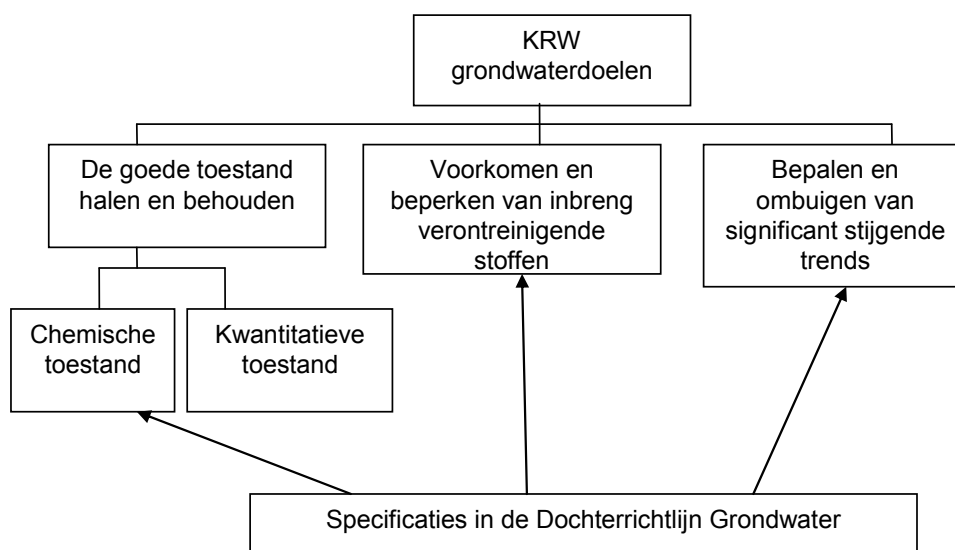 KRW
grondwaterdoelen
De goede toestand
halen en behouden
Voorkomen en
beperken van inbreng
verontreinigende
stoffen
Bepalen en
ombuigen van
significant stijgende
trends
Chemische
toestand
Kwantitatieve
toestand
Specificaties in de Dochterrichtlijn Grondwater